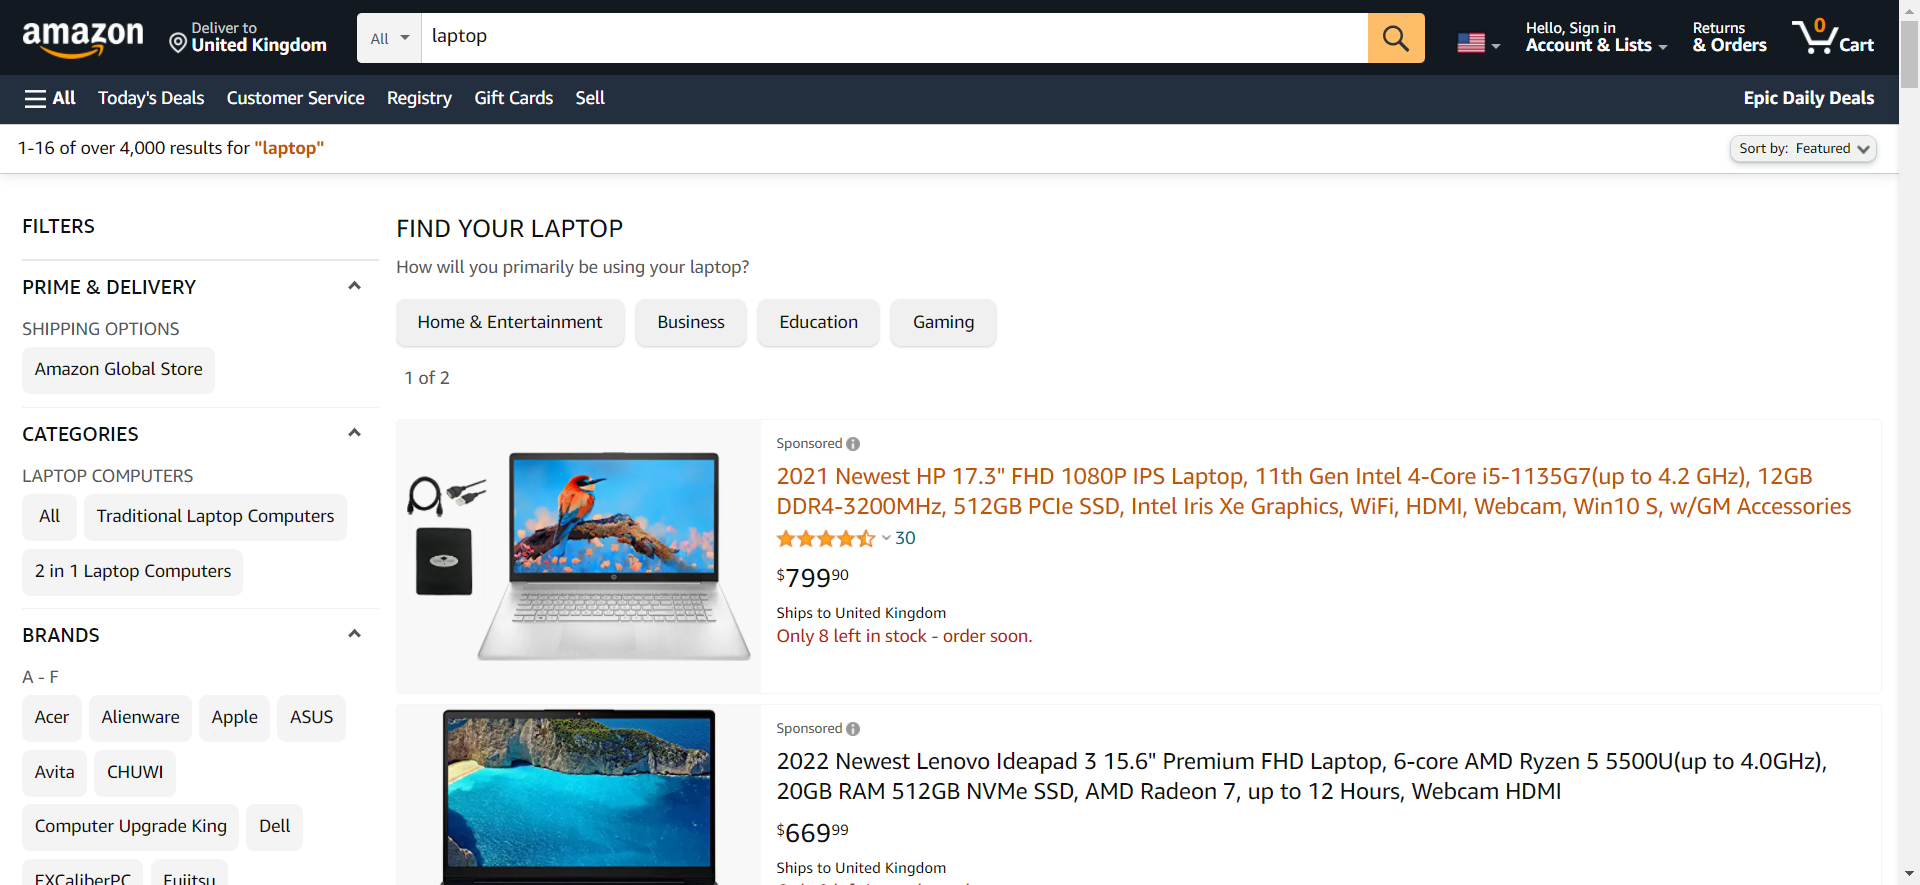 amazon
Deliver to
United Kingdom
All
laptop
Hello, Sign in
Account & Lists
Returns
& Orders
0
Cart
All
Today's Deals
Customer Service
Registry
Gift Cards
Sell
Epic Daily Deals
1-16 of over 4,000 results for "laptop"
Sort by: Featured
FILTERS
PRIME & DELIVERY
SHIPPING OPTIONS
Amazon Global Store
CATEGORIES
LAPTOP COMPUTERS
All
Traditional Laptop Computers
2 in 1 Laptop Computers
BRANDS
A - F
Acer
Alienware
Apple
ASUS
Avita
CHUWI
Computer Upgrade King
Dell
EXCaliberPC
Fujitsu
FIND YOUR LAPTOP
How will you primarily be using your laptop?
Home & Entertainment
Business
Education
Gaming
1 of 2
Sponsored
2021 Newest HP 17.3" FHD 1080P IPS Laptop, 11th Gen Intel 4-Core i5-1135G7(up to 4.2 GHz), 12GB
DDR4-3200MHz, 512GB PCIe SSD, Intel Iris Xe Graphics, WiFi, HDMI, Webcam, Win10 S, w/GM Accessories
30
$799 90
Ships to United Kingdom
Only 8 left in stock - order soon.
Sponsored
2022 Newest Lenovo Ideapad 3 15.6" Premium FHD Laptop, 6-core AMD Ryzen 5 5500U(up to 4.0GHz),
20GB RAM 512GB NVMe SSD, AMD Radeon 7, up to 12 Hours, Webcam HDMI
$669 99
Ships to United Kingdom